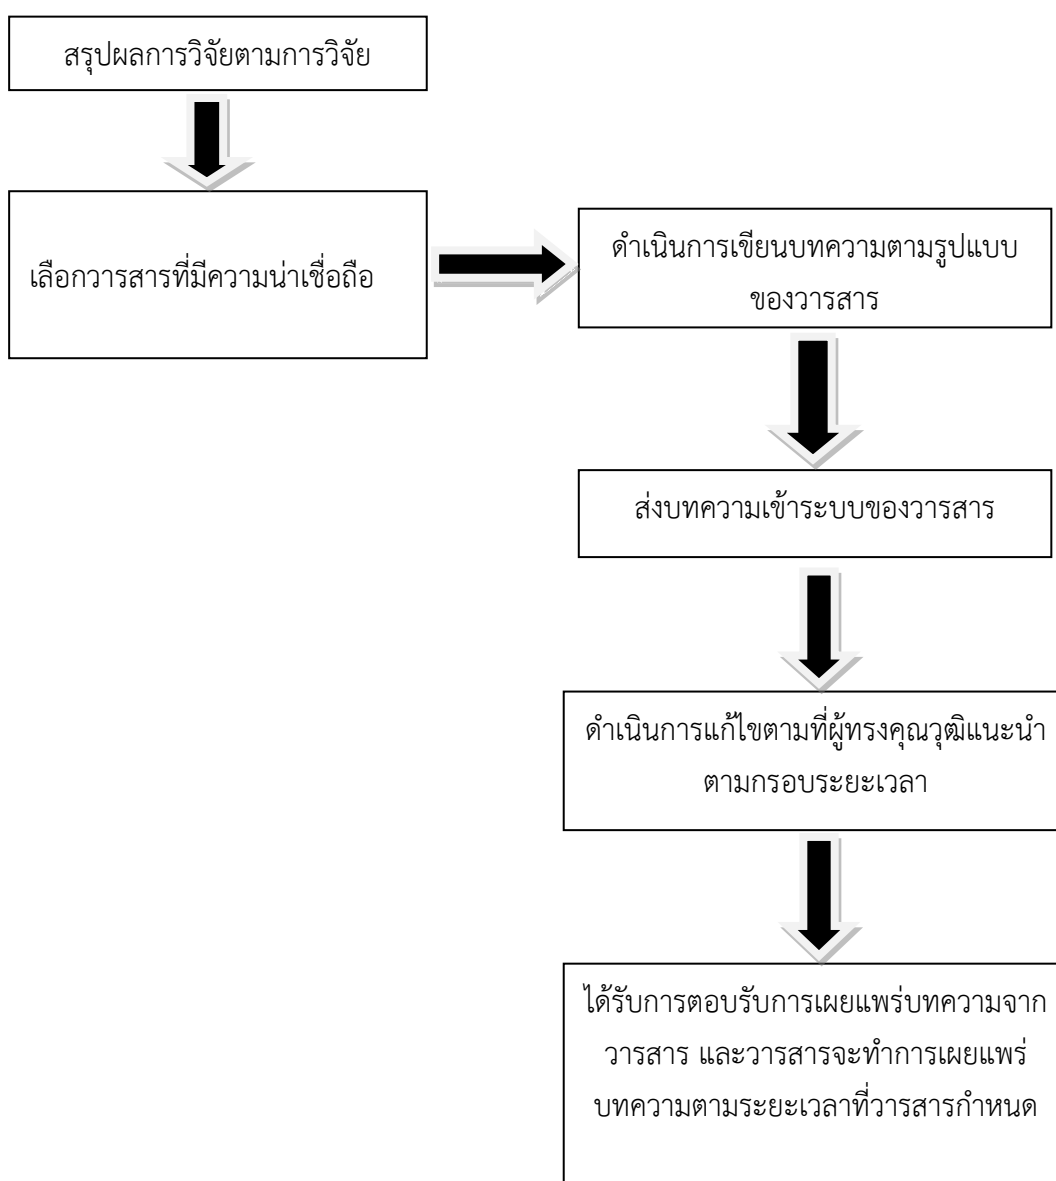 สรุปผลการวิจัยตามการวิจัย
เลือกวารสารที่มีความน่าเชื่อถือ
ดำเนินการเขียนบทความตามรูปแบบ
ของวารสาร
ส่งบทความเข้าระบบของวารสาร
ดำเนินการแก้ไขตามที่ผู้ทรงคุณวุฒิแนะนำ
ตามกรอบระยะเวลา
ได้รับการตอบรับการเผยแพร่บทความจาก
วารสาร และวารสารจะทำการเผยแพร่
บทความตามระยะเวลาที่วารสารกำหนด